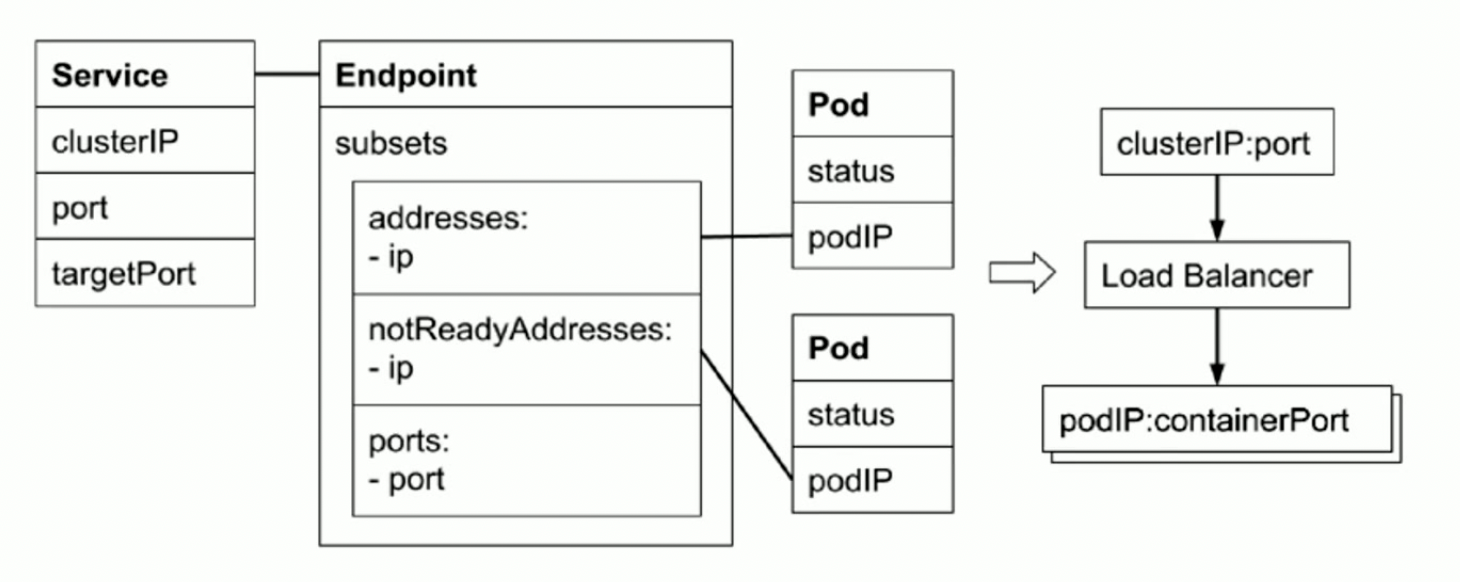 Service
clusterIP
port
targetPort
Endpoint
subsets
addresses:
- ip
notReadyAddresses:
- ip
ports:
- port
Pod
status
podIP
Pod
status
podIP
clusterIP:port
Load Balancer
podIP:containerPort